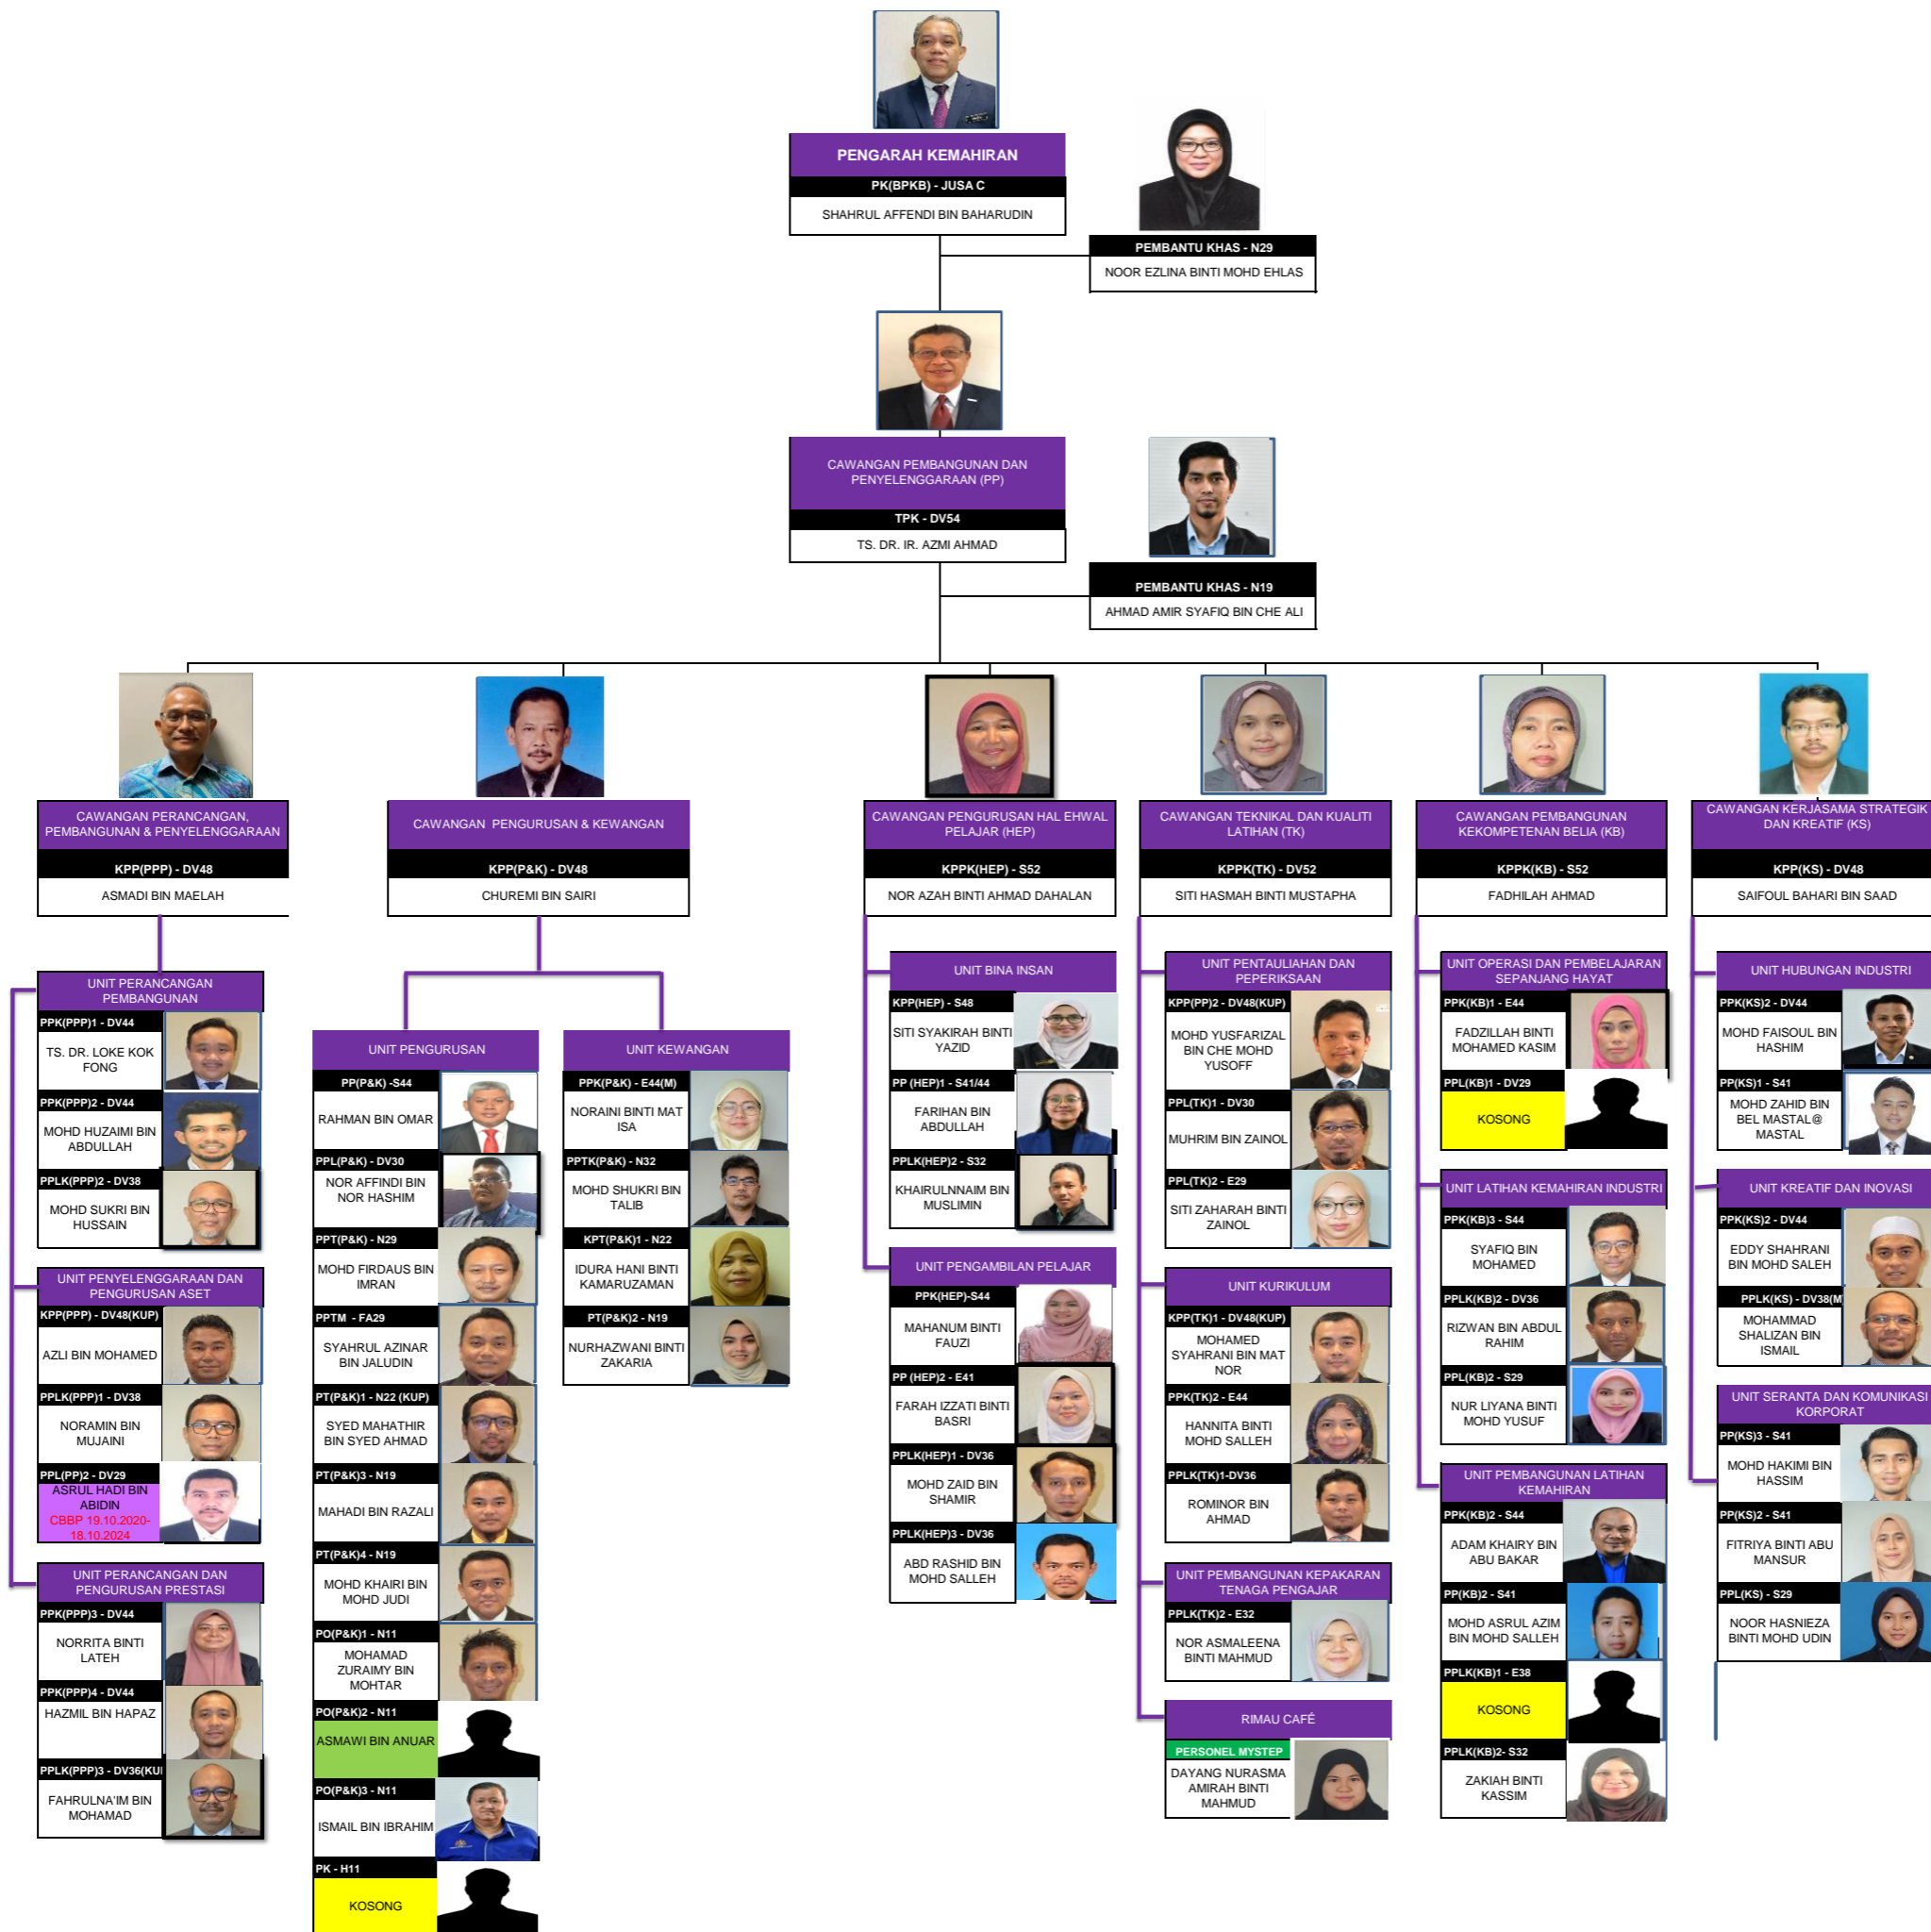 PENGARAH KEMAHIRAN
PK(BPKB) - JUSA C
SHAHRUL AFFENDI BIN BAHARUDIN
PEMBANTU KHAS - N29
NOOR EZLINA BINTI MOHD EHLAS
CAWANGAN PEMBANGUNAN DAN
PENYELENGGARAAN (PP)
TPK - DV54
TS. DR. IR. AZMI AHMAD
PEMBANTU KHAS - N19
AHMAD AMIR SYAFIQ BIN CHE ALI
CAWANGAN PERANCANGAN,
PEMBANGUNAN & PENYELENGGARAAN
KPP(PPP) - DV48
ASMADI BIN MAELAH
UNIT PERANCANGAN
PEMBANGUNAN
PPK(PPP)1 - DV44
TS. DR. LOKE KOK
FONG
PPK(PPP)2 - DV44
MOHD HUZAIMI BIN
ABDULLAH
PPLK(PPP)2 - DV38
MOHD SUKRI BIN
HUSSAIN
UNIT PENYELENGGARAAN DAN
PENGURUSAN ASET
KPP(PPP) - DV48(KUP)
AZLI BIN MOHAMED
PPLK(PPP)1 - DV38
NORAMIN BIN
MUJAINI
PPL(PP)2 - DV29
ASRUL HADI BIN
ABIDIN
CBBP 19.10.2020-
18.10.2024
UNIT PERANCANGAN DAN
PENGURUSAN PRESTASI
PPK(PPP)3 - DV44
NORRITA BINTI
LATEH
PPK(PPP)4 - DV44
HAZMIL BIN HAPAZ
PPLK(PPP)3 - DV36(KU
FAHRULNA'IM BIN
MOHAMAD
CAWANGAN PENGURUSAN & KEWANGAN
KPP(P&K) - DV48
CHUREMI BIN SAIRI
UNIT PENGURUSAN
PP(P&K) -S44
RAHMAN BIN OMAR
PPL(P&K) - DV30
NOR AFFINDI BIN
NOR HASHIM
PPT(P&K) - N29
MOHD FIRDAUS BIN
IMRAN
PPTM - FA29
SYAHRUL AZINAR
BIN JALUDIN
PT(P&K)1 - N22 (KUP)
SYED MAHATHIR
BIN SYED AHMAD
PT(P&K)3 - N19
MAHADI BIN RAZALI
PT(P&K)4 - N19
MOHD KHAIRI BIN
MOHD JUDI
PO(P&K)1 - N11
MOHAMAD
ZURAIMY BIN
MOHTAR
PO(P&K)2 - N11
ASMAWI BIN ANUAR
PO(P&K)3 - N11
ISMAIL BIN IBRAHIM
PK - H11
KOSONG
UNIT KEWANGAN
PPK(P&K) - E44(M)
NORAINI BINTI MAT
ISA
PPTK(P&K) - N32
MOHD SHUKRI BIN
TALIB
KPT(P&K)1 - N22
IDURA HANI BINTI
KAMARUZAMAN
PT(P&K)2 - N19
NURHAZWANI BINTI
ZAKARIA
CAWANGAN PENGURUSAN HAL EHWAL
PELAJAR (HEP)
KPPK(HEP) - S52
NOR AZAH BINTI AHMAD DAHALAN
UNIT BINA INSAN
KPP(HEP) - S48
SITI SYAKIRAH BINTI
YAZID
PP (HEP)1 - S41/44
FARIHAN BIN
ABDULLAH
PPLK(HEP)2 - S32
KHAIRULNNAIM BIN
MUSLIMIN
UNIT PENGAMBILAN PELAJAR
PPK(HEP)-S44
MAHANUM BINTI
FAUZI
PP (HEP)2 - E41
FARAH IZZATI BINTI
BASRI
PPLK(HEP)1 - DV36
MOHD ZAID BIN
SHAMIR
PPLK(HEP)3 - DV36
ABD RASHID BIN
MOHD SALLEH
CAWANGAN TEKNIKAL DAN KUALITI
LATIHAN (TK)
KPPK(TK) - DV52
SITI HASMAH BINTI MUSTAPHA
UNIT PENTAULIAHAN DAN
PEPERIKSAAN
KPP(PP)2 - DV48(KUP)
MOHD YUSFARIZAL
BIN CHE MOHD
YUSOFF
PPL(TK)1 - DV30
MUHRIM BIN ZAINOL
PPL(TK)2 - E29
SITI ZAHARAH BINTI
ZAINOL
UNIT KURIKULUM
KPP(TK)1 - DV48(KUP)
MOHAMED
SYAHRANI BIN MAT
NOR
PPK(TK)2 - E44
HANNITA BINTI
MOHD SALLEH
PPLK(TK)1-DV36
ROMINOR BIN
AHMAD
UNIT PEMBANGUNAN KEPAKARAN
TENAGA PENGAJAR
PPLK(TK)2 - E32
NOR ASMALEENA
BINTI MAHMUD
RIMAU CAFÉ
PERSONEL MYSTEP
DAYANG NURASMA
AMIRAH BINTI
MAHMUD
CAWANGAN PEMBANGUNAN
KEKOMPETENAN BELIA (KB)
KPPK(KB) - S52
FADHILAH AHMAD
UNIT OPERASI DAN PEMBELAJARAN
SEPANJANG HAYAT
PPK(KB)1 - E44
FADZILLAH BINTI
MOHAMED KASIM
PPL(KB)1 - DV29
KOSONG
UNIT LATIHAN KEMAHIRAN INDUSTRI
PPK(KB)3 - S44
SYAFIQ BIN
MOHAMED
PPLK(KB)2 - DV36
RIZWAN BIN ABDUL
RAHIM
PPL(KB)2 - S29
NUR LIYANA BINTI
MOHD YUSUF
UNIT PEMBANGUNAN LATIHAN
KEMAHIRAN
PPK(KB)2 - S44
ADAM KHAIRY BIN
ABU BAKAR
PP(KB)2 - S41
MOHD ASRUL AZIM
BIN MOHD SALLEH
PPLK(KB)1 - E38
KOSONG
PPLK(KB)2- S32
ZAKIAH BINTI
KASSIM
CAWANGAN KERJASAMA STRATEGIK
DAN KREATIF (KS)
KPP(KS) - DV48
SAIFOUL BAHARI BIN SAAD
UNIT HUBUNGAN INDUSTRI
PPK(KS)2 - DV44
MOHD FAISOUL BIN
HASHIM
PP(KS)1 - S41
MOHD ZAHID BIN
BEL MASTAL@
MASTAL
UNIT KREATIF DAN INOVASI
PPK(KS)2 - DV44
EDDY SHAHRANI
BIN MOHD SALEH
PPLK(KS) - DV38(M
MOHAMMAD
SHALIZAN BIN
ISMAIL
UNIT SERANTA DAN KOMUNIKASI
KORPORAT
PP(KS)3 - S41
MOHD HAKIMI BIN
HASSIM
PP(KS)2 - S41
FITRIYA BINTI ABU
MANSUR
PPL(KS) - S29
NOOR HASNIEZA
BINTI MOHD UDIN